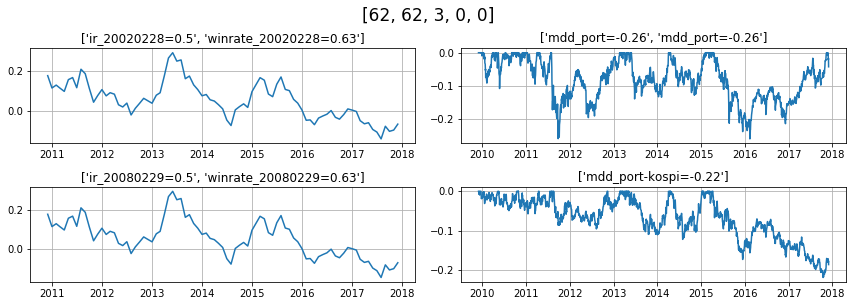 [62, 62, 3, 0, 0]
['ir_20020228=0.5', 'winrate_20020228=0.63']
0.2
0.0
2011 2012 2013 2014 2015 2016 2017 2018
['mdd_port=-0.26', 'mdd_port=-0.26']
0.0
−0.1
−0.2
2010 2011 2012 2013 2014 2015 2016 2017 2018
['ir_20080229=0.5', 'winrate_20080229=0.63']
0.2
0.0
2011 2012 2013 2014 2015 2016 2017 2018
['mdd_port-kospi=-0.22']
0.0
−0.1
−0.2
2010 2011 2012 2013 2014 2015 2016 2017 2018